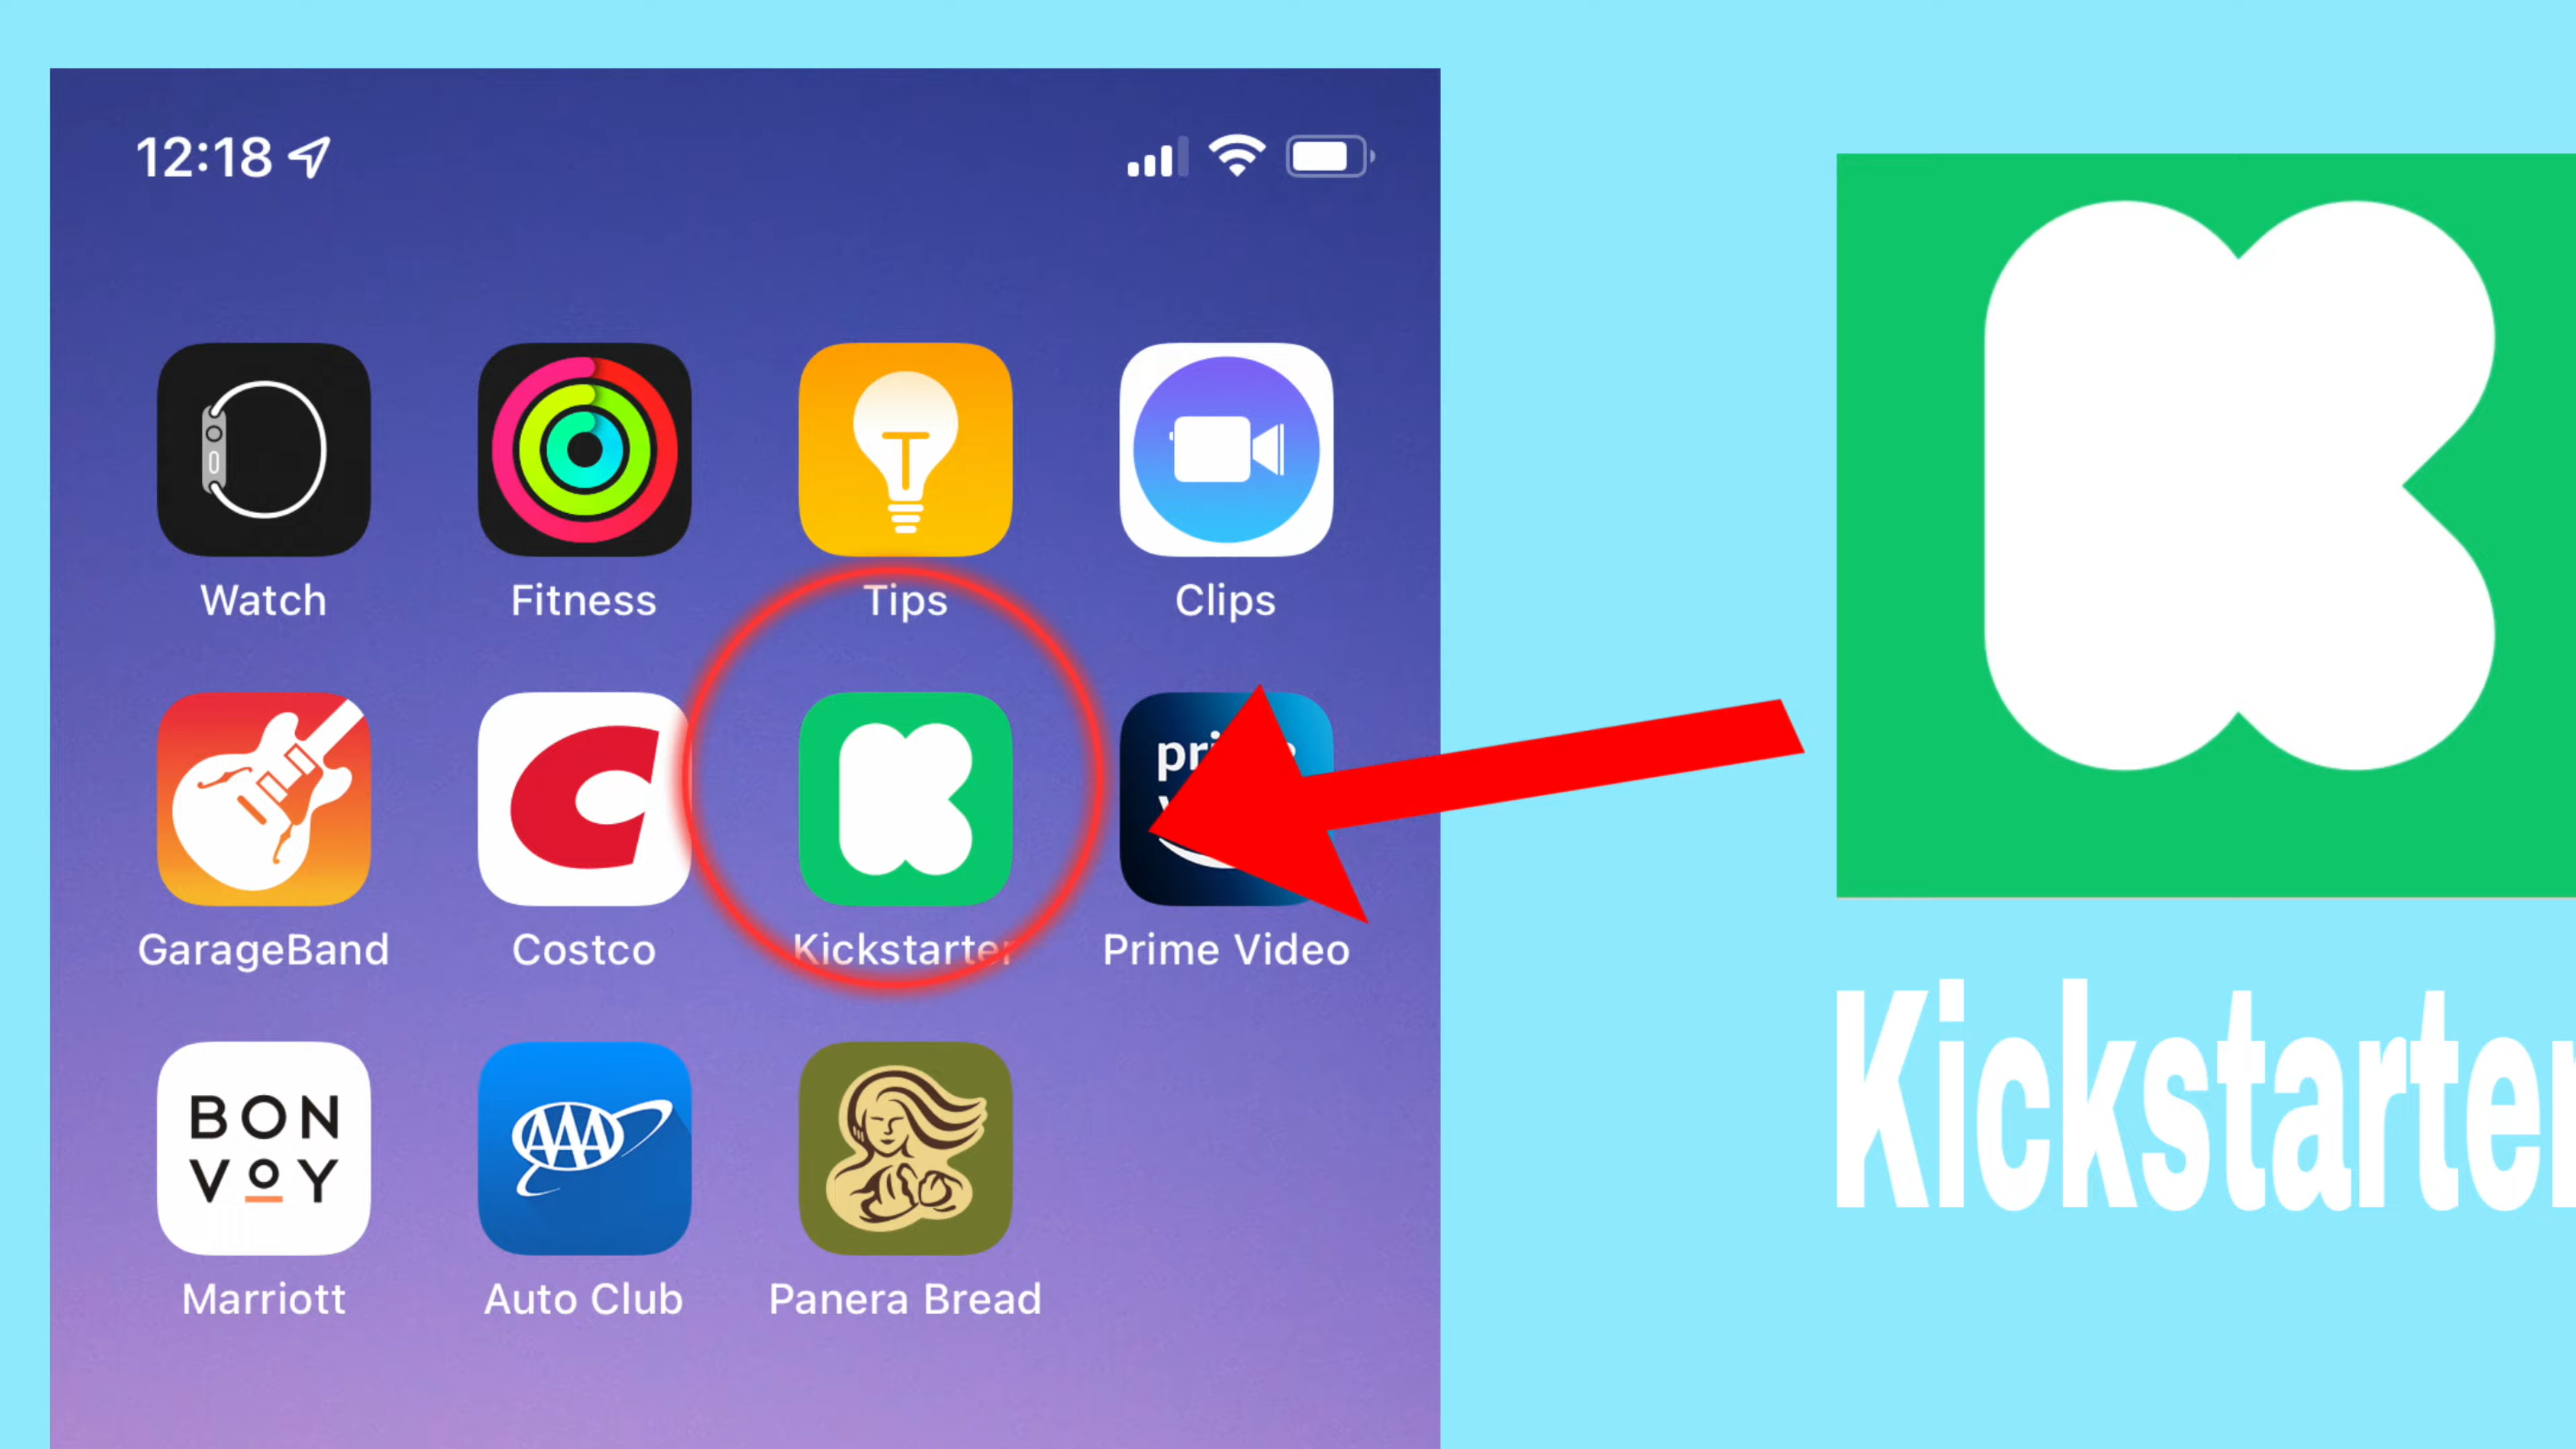 12:18
Watch Fitness Tips Clips
prime
GarageBand Costco Kickstarter Prime Video
BON
VOY
AAA
Marriott Auto Club Panera Bread
Kickstarter